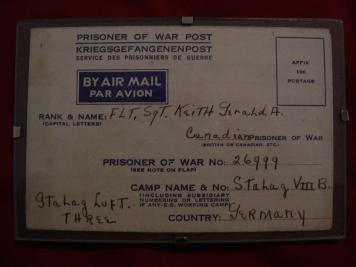 PRISONER OF WAR POST
KRIEGSGEFANGENENPOST
SERVICE DES PRISONNIERS DE GUERRE
AFFIX
10¢
POSTAGE
BY AIR MAIL
PAR AVION
RANK & NAME: FLT. SGT. KEITH GERALD A.
(CAPITAL LETTERS)
Canadian PRISONER OF WAR
(BRITISH OR CANADIAN, ETC.)
PRISONER OF WAR NO: 26999
(SEE NOTE ON FLAP)
CAMP NAME & NO: Stalag VIII B.
(INCLUDING SUBSIDIARY
NUMBERING OR LETTERING
IF ANY-E.G. WORKING CAMP)
Stalag LUFT.
THREE
COUNTRY: GERMANY